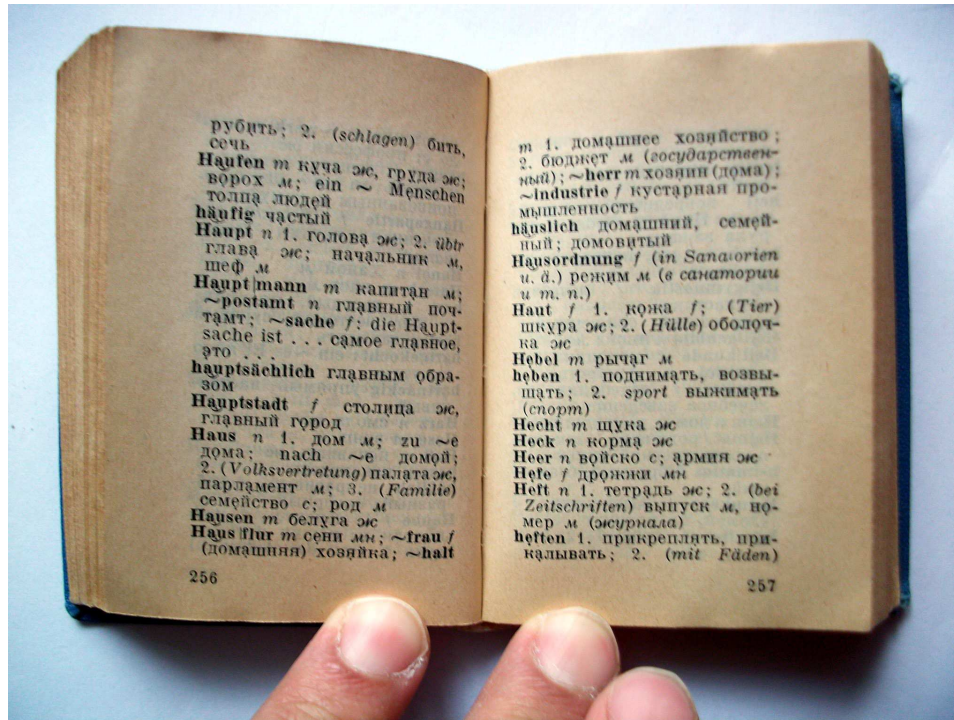 рубить; 2. (schlagen) бить,
сечь
Haufen m куча ж, груда ж;
ворох м; ein ~ Menschen
толпа людей
häufig частый
Haupt n 1. голова ж; 2. übtr
глава ж; начальник м,
шеф м
Haupt|mann m капитан м;
~postamt n главный поч-
тамт; ~sache f: die Haupt-
sache ist . . . самое главное,
это . . .
hauptsächlich главным обра-
зом
Hauptstadt f столица ж,
главный город
Haus n 1. дом м; zu ~e
дома; nach ~e домой;
2. (Volksvertretung) палата ж,
парламент м; 3. (Familie)
семейство с; род м
Hausen m белуга ж
Haus|flur m сени мн; ~frau f
(домашняя) хозяйка; ~halt
256
m 1. домашнее хозяйство;
2. бюджет м (государствен-
ный); ~herr m хозяин (дома);
~industrie f кустарная про-
мышленность
häuslich домашний, семей-
ный; домовитый
Hausordnung f (in Sanatorien
u. ä.) режим м (в санатории
и т. п.)
Haut f 1. кожа f; (Tier)
шкура ж; 2. (Hülle) оболоч-
ка ж
Hebel m рычаг м
heben 1. поднимать, возвы-
шать; 2. sport выжимать
(спорт)
Hecht m щука ж
Heck n корма ж
Heer n войско с; армия ж
Hefe f дрожжи мн
Heft n 1. тетрадь ж; 2. (bei
Zeitschriften) выпуск м, но-
мер м (журнала)
heften 1. прикреплять, при-
калывать; 2. (mit Fäden)
257